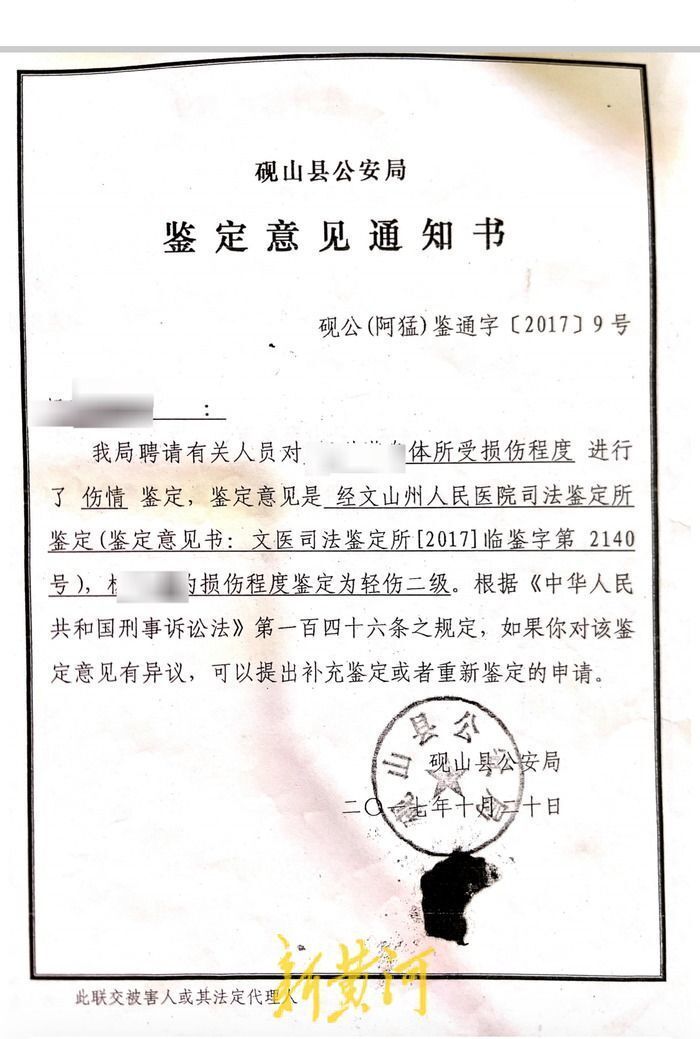 砚山县公安局
鉴定意见通知书
砚公(阿猛)鉴通字〔2017〕9号
：
我局聘请有关人员对 体所受损伤程度 进行
了 伤情 鉴定，鉴定意见是 经文山州人民医院司法鉴定所
鉴定(鉴定意见书：文医司法鉴定所[2017]临鉴字第 2140
号)， 的损伤程度鉴定为轻伤二级。根据《中华人民
共和国刑事诉讼法》第一百四十六条之规定，如果你对该鉴
定意见有异议，可以提出补充鉴定或者重新鉴定的申请。
砚山县公安局
二〇一七年十月二十日
砚山县公安局
此联交被害人或其法定代理人
新黄河